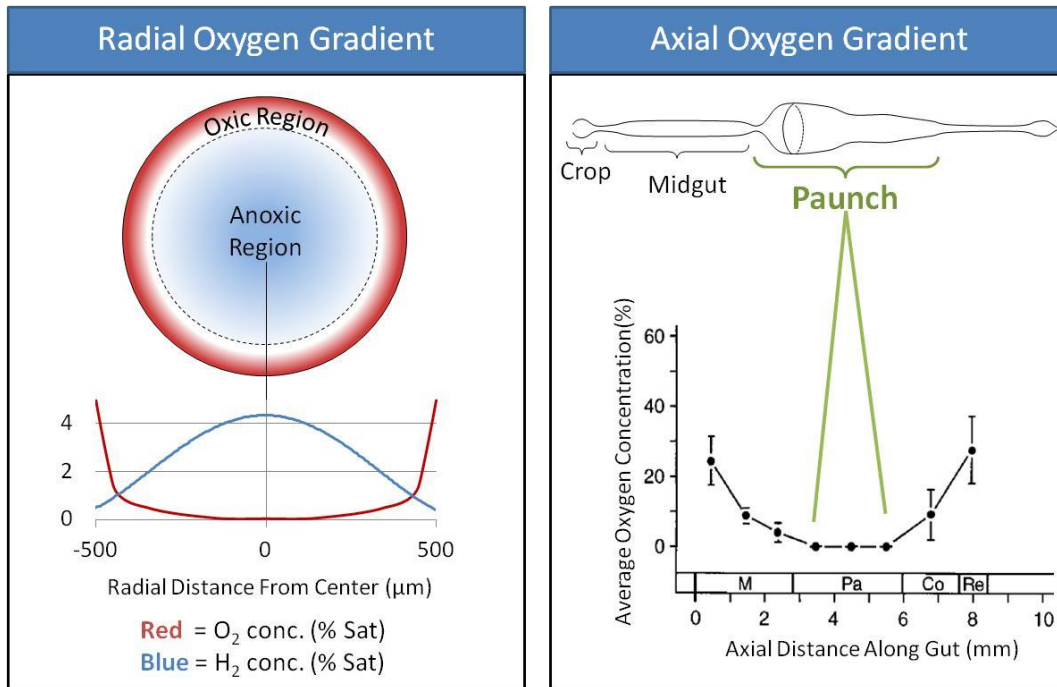 Radial Oxygen Gradient
Oxic Region
Anoxic
Region
4
2
0
-500
0
500
Radial Distance From Center (µm)
Red = O₂ conc. (% Sat)
Blue = H₂ conc. (% Sat)
Axial Oxygen Gradient
Crop
Midgut
Paunch
Average Oxygen Concentration(%)
60
40
20
0
M
Pa
Co
Re
0
2
4
6
8
10
Axial Distance Along Gut (mm)